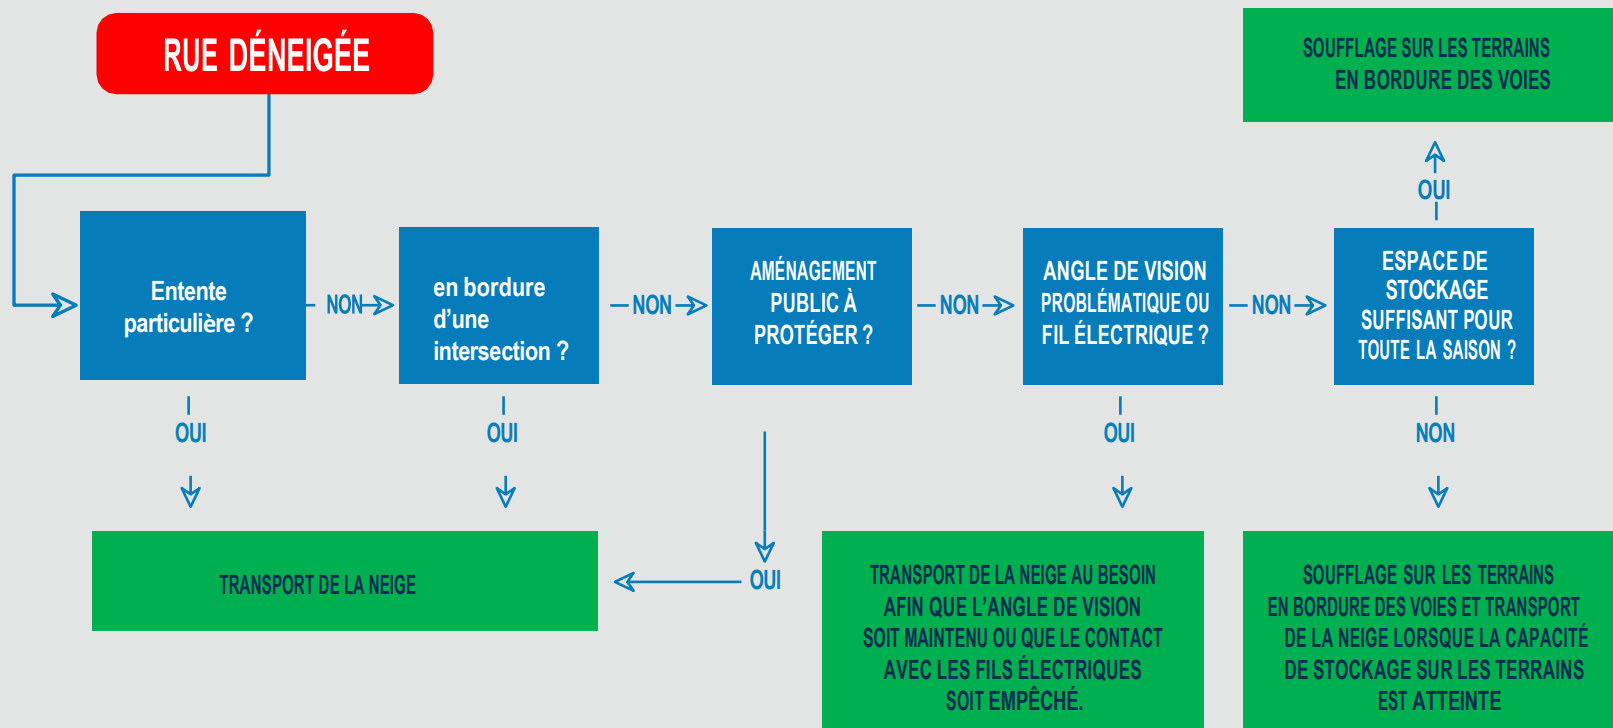 RUE DÉNEIGÉE
SOUFFLAGE SUR LES TERRAINS
EN BORDURE DES VOIES
OUI
Entente
particulière ?
NON
en bordure
d'une
intersection ?
NON
AMÉNAGEMENT
PUBLIC À
PROTÉGER ?
NON
ANGLE DE VISION
PROBLÉMATIQUE OU
FIL ÉLECTRIQUE ?
NON
ESPACE DE
STOCKAGE
SUFFISANT POUR
TOUTE LA SAISON ?
OUI
OUI
OUI
NON
OUI
TRANSPORT DE LA NEIGE
TRANSPORT DE LA NEIGE AU BESOIN
AFIN QUE L'ANGLE DE VISION
SOIT MAINTENU OU QUE LE CONTACT
AVEC LES FILS ÉLECTRIQUES
SOIT EMPÊCHÉ.
SOUFFLAGE SUR LES TERRAINS
EN BORDURE DES VOIES ET TRANSPORT
DE LA NEIGE LORSQUE LA CAPACITÉ
DE STOCKAGE SUR LES TERRAINS
EST ATTEINTE